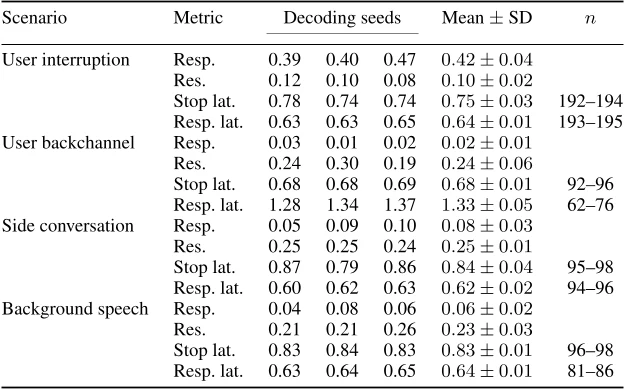 Scenario Metric Decoding seeds Mean ± SD n
User interruption Resp. 0.39 0.40 0.47 0.42 ± 0.04
Res. 0.12 0.10 0.08 0.10 ± 0.02
Stop lat. 0.78 0.74 0.74 0.75 ± 0.03 192–194
Resp. lat. 0.63 0.63 0.65 0.64 ± 0.01 193–195
User backchannel Resp. 0.03 0.01 0.02 0.02 ± 0.01
Res. 0.24 0.30 0.19 0.24 ± 0.06
Stop lat. 0.68 0.68 0.69 0.68 ± 0.01 92–96
Resp. lat. 1.28 1.34 1.37 1.33 ± 0.05 62–76
Side conversation Resp. 0.05 0.09 0.10 0.08 ± 0.03
Res. 0.25 0.25 0.24 0.25 ± 0.01
Stop lat. 0.87 0.79 0.86 0.84 ± 0.04 95–98
Resp. lat. 0.60 0.62 0.63 0.62 ± 0.02 94–96
Background speech Resp. 0.04 0.08 0.06 0.06 ± 0.02
Res. 0.21 0.21 0.26 0.23 ± 0.03
Stop lat. 0.83 0.84 0.83 0.83 ± 0.01 96–98
Resp. lat. 0.63 0.64 0.65 0.64 ± 0.01 81–86